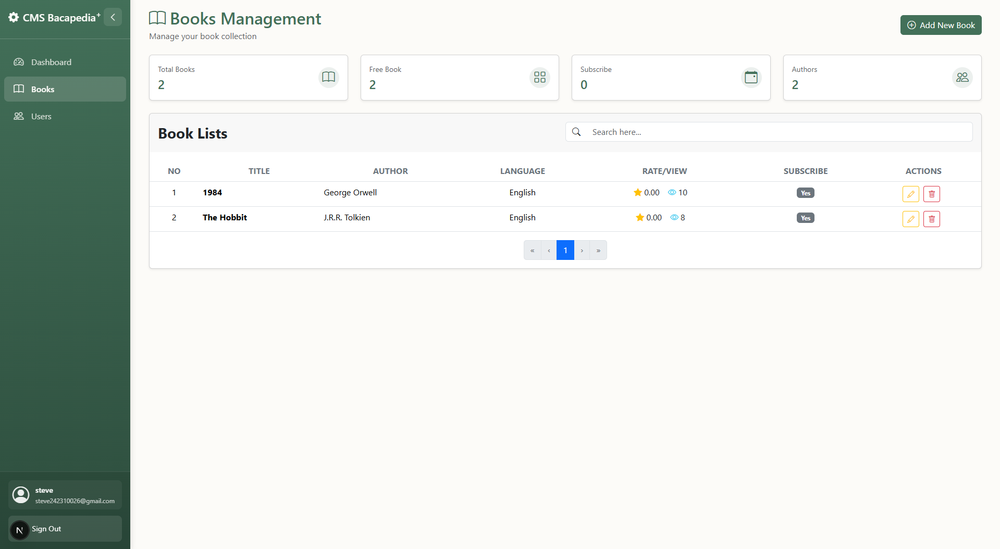 CMS Bacapedia+
Dashboard
Books
Users
steve
steve242310026@gmail.com
N Sign Out
Books Management
Manage your book collection
Add New Book
Total Books
2
Free Book
2
Subscribe
0
Authors
2
Book Lists
Search here...
NO TITLE AUTHOR LANGUAGE RATE/VIEW SUBSCRIBE ACTIONS
1 1984 George Orwell English 0.00 10 Yes
2 The Hobbit J.R.R. Tolkien English 0.00 8 Yes
« ‹ 1 › »